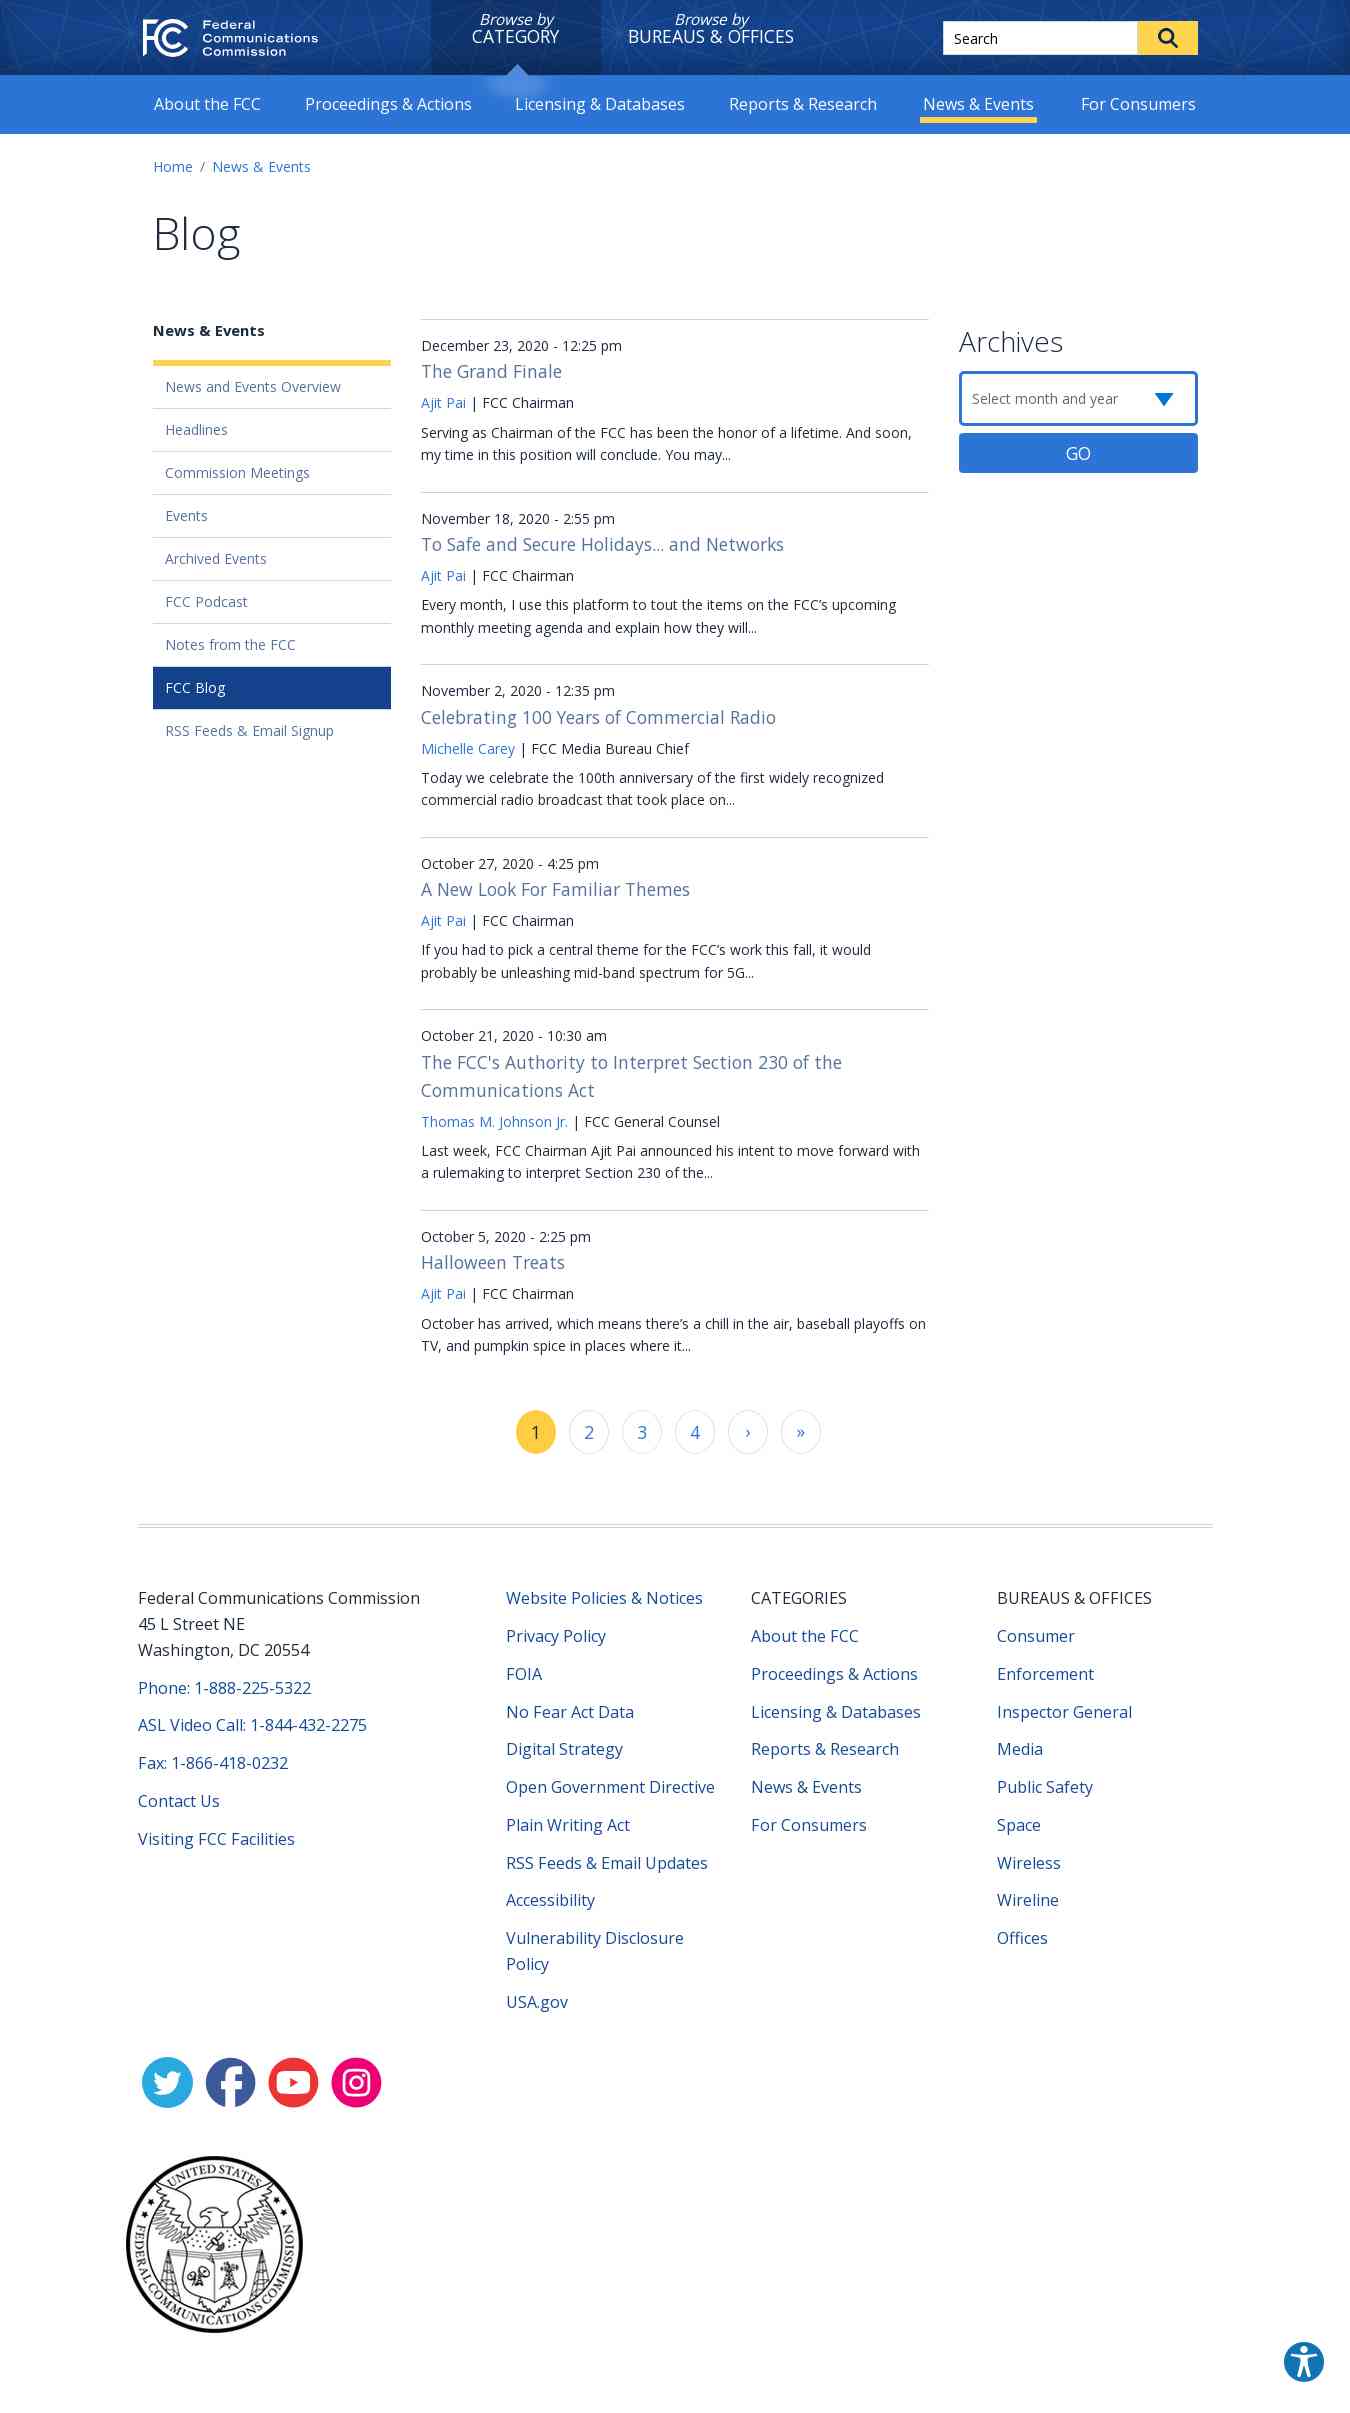 FC Federal
Communications
Commission
Browse by
CATEGORY
Browse by
BUREAUS & OFFICES
Search
About the FCC
Proceedings & Actions
Licensing & Databases
Reports & Research
News & Events
For Consumers
Home / News & Events
Blog
News & Events
News and Events Overview
Headlines
Commission Meetings
Events
Archived Events
FCC Podcast
Notes from the FCC
FCC Blog
RSS Feeds & Email Signup
December 23, 2020 - 12:25 pm
The Grand Finale
Ajit Pai | FCC Chairman
Serving as Chairman of the FCC has been the honor of a lifetime. And soon,
my time in this position will conclude. You may...
November 18, 2020 - 2:55 pm
To Safe and Secure Holidays... and Networks
Ajit Pai | FCC Chairman
Every month, I use this platform to tout the items on the FCC’s upcoming
monthly meeting agenda and explain how they will...
November 2, 2020 - 12:35 pm
Celebrating 100 Years of Commercial Radio
Michelle Carey | FCC Media Bureau Chief
Today we celebrate the 100th anniversary of the first widely recognized
commercial radio broadcast that took place on...
October 27, 2020 - 4:25 pm
A New Look For Familiar Themes
Ajit Pai | FCC Chairman
If you had to pick a central theme for the FCC’s work this fall, it would
probably be unleashing mid-band spectrum for 5G...
October 21, 2020 - 10:30 am
The FCC's Authority to Interpret Section 230 of the
Communications Act
Thomas M. Johnson Jr. | FCC General Counsel
Last week, FCC Chairman Ajit Pai announced his intent to move forward with
a rulemaking to interpret Section 230 of the...
October 5, 2020 - 2:25 pm
Halloween Treats
Ajit Pai | FCC Chairman
October has arrived, which means there’s a chill in the air, baseball playoffs on
TV, and pumpkin spice in places where it...
1 2 3 4 › »
Archives
Select month and year
GO
Federal Communications Commission
45 L Street NE
Washington, DC 20554
Phone: 1-888-225-5322
ASL Video Call: 1-844-432-2275
Fax: 1-866-418-0232
Contact Us
Visiting FCC Facilities
Website Policies & Notices
Privacy Policy
FOIA
No Fear Act Data
Digital Strategy
Open Government Directive
Plain Writing Act
RSS Feeds & Email Updates
Accessibility
Vulnerability Disclosure
Policy
USA.gov
CATEGORIES
About the FCC
Proceedings & Actions
Licensing & Databases
Reports & Research
News & Events
For Consumers
BUREAUS & OFFICES
Consumer
Enforcement
Inspector General
Media
Public Safety
Space
Wireless
Wireline
Offices
UNITED STATES
FEDERAL COMMUNICATIONS COMMISSION